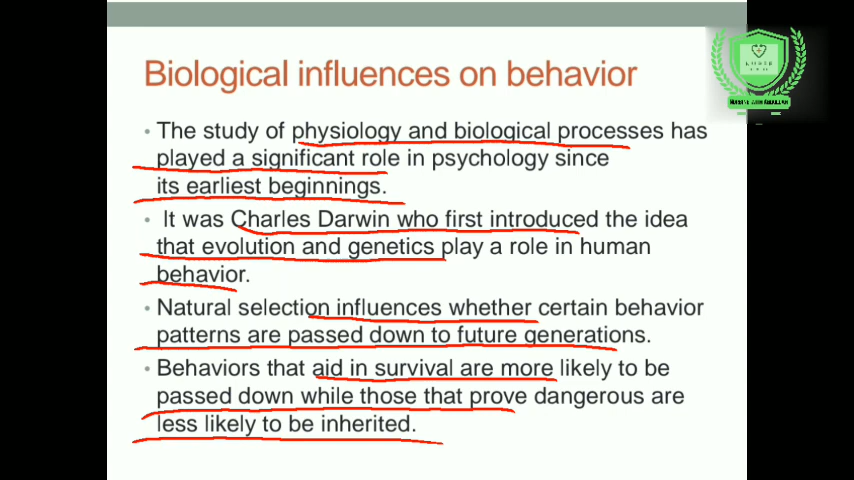 Biological influences on behavior
• The study of physiology and biological processes has
played a significant role in psychology since
its earliest beginnings.
• It was Charles Darwin who first introduced the idea
that evolution and genetics play a role in human
behavior.
• Natural selection influences whether certain behavior
patterns are passed down to future generations.
• Behaviors that aid in survival are more likely to be
passed down while those that prove dangerous are
less likely to be inherited.